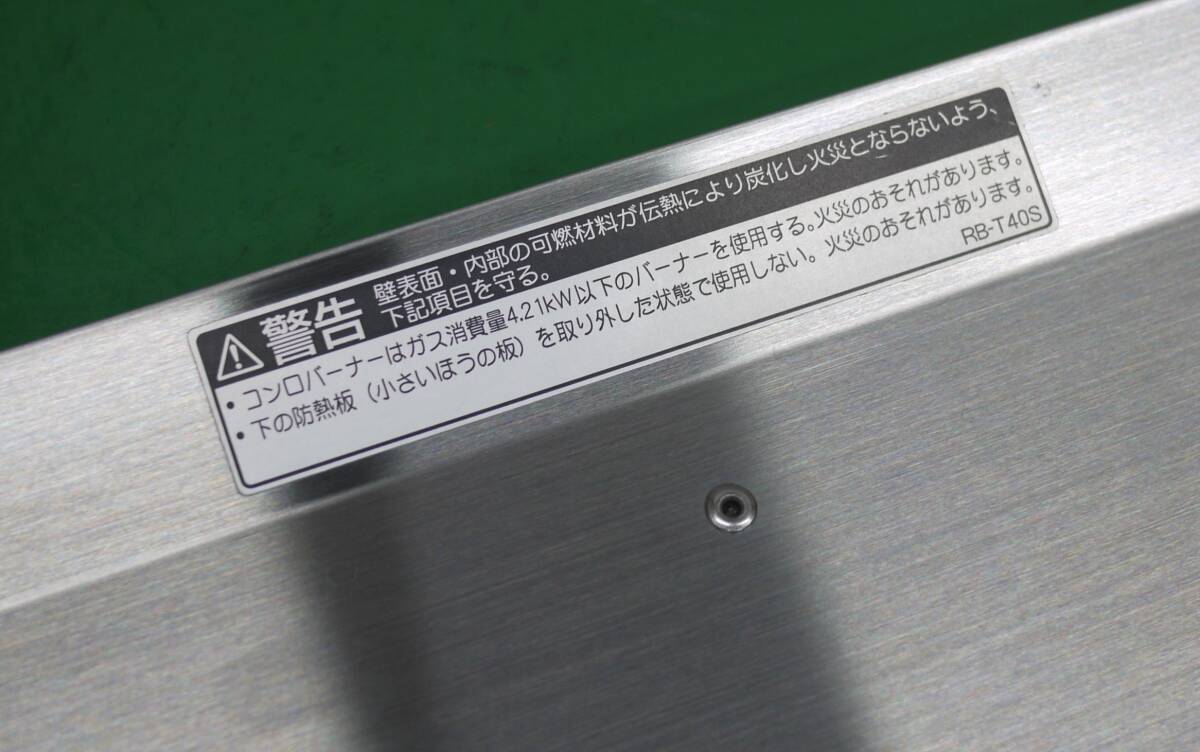 警告
壁表面・内部の可燃材料が伝熱により炭化し火災とならないよう、
下記項目を守る。
・コンロバーナーはガス消費量4.21kW以下のバーナーを使用する。火災のおそれがあります。
・下の防熱板（小さいほうの板）を取り外した状態で使用しない。火災のおそれがあります。
RB-T40S